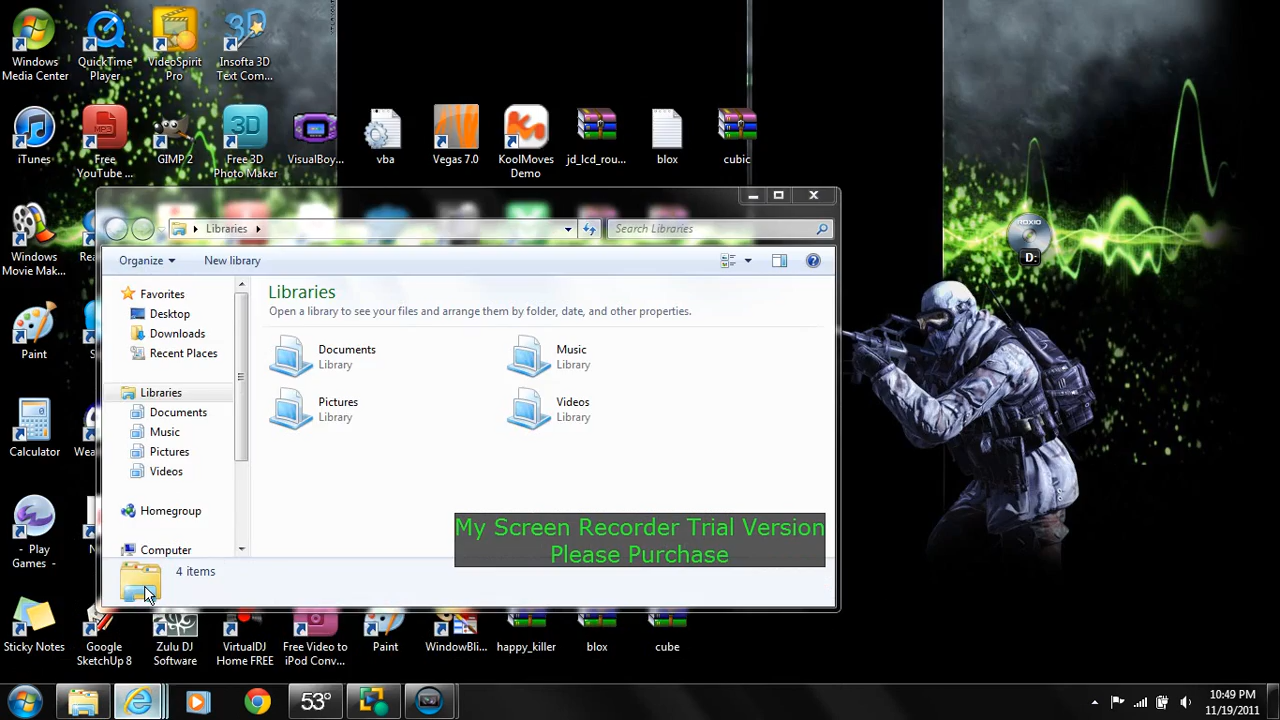 Windows
Media Center
QuickTime
Player
VideoSpirit
Pro
Insofta 3D
Text Com...
iTunes
MP3
Free
YouTube ...
GIMP 2
3D
Free 3D
Photo Maker
VisualBoy...
vba
Vegas 7.0
KoolMoves
Demo
jd_lcd_rou...
blox
cubic
ROXIO
D:
Windows
Movie Mak...
Paint
Calculator
- Play
Games -
Libraries
Search Libraries
Organize
New library
Favorites
Desktop
Downloads
Recent Places
Libraries
Documents
Music
Pictures
Videos
Homegroup
Computer
Libraries
Open a library to see your files and arrange them by folder, date, and other properties.
Documents
Library
Music
Library
Pictures
Library
Videos
Library
My Screen Recorder Trial Version
Please Purchase
4 items
Sticky Notes
Google
SketchUp 8
Zulu DJ
Software
VirtualDJ
Home FREE
Free Video to
iPod Conv...
Paint
WindowBli...
happy_killer
blox
cube
53°
10:49 PM
11/19/2011